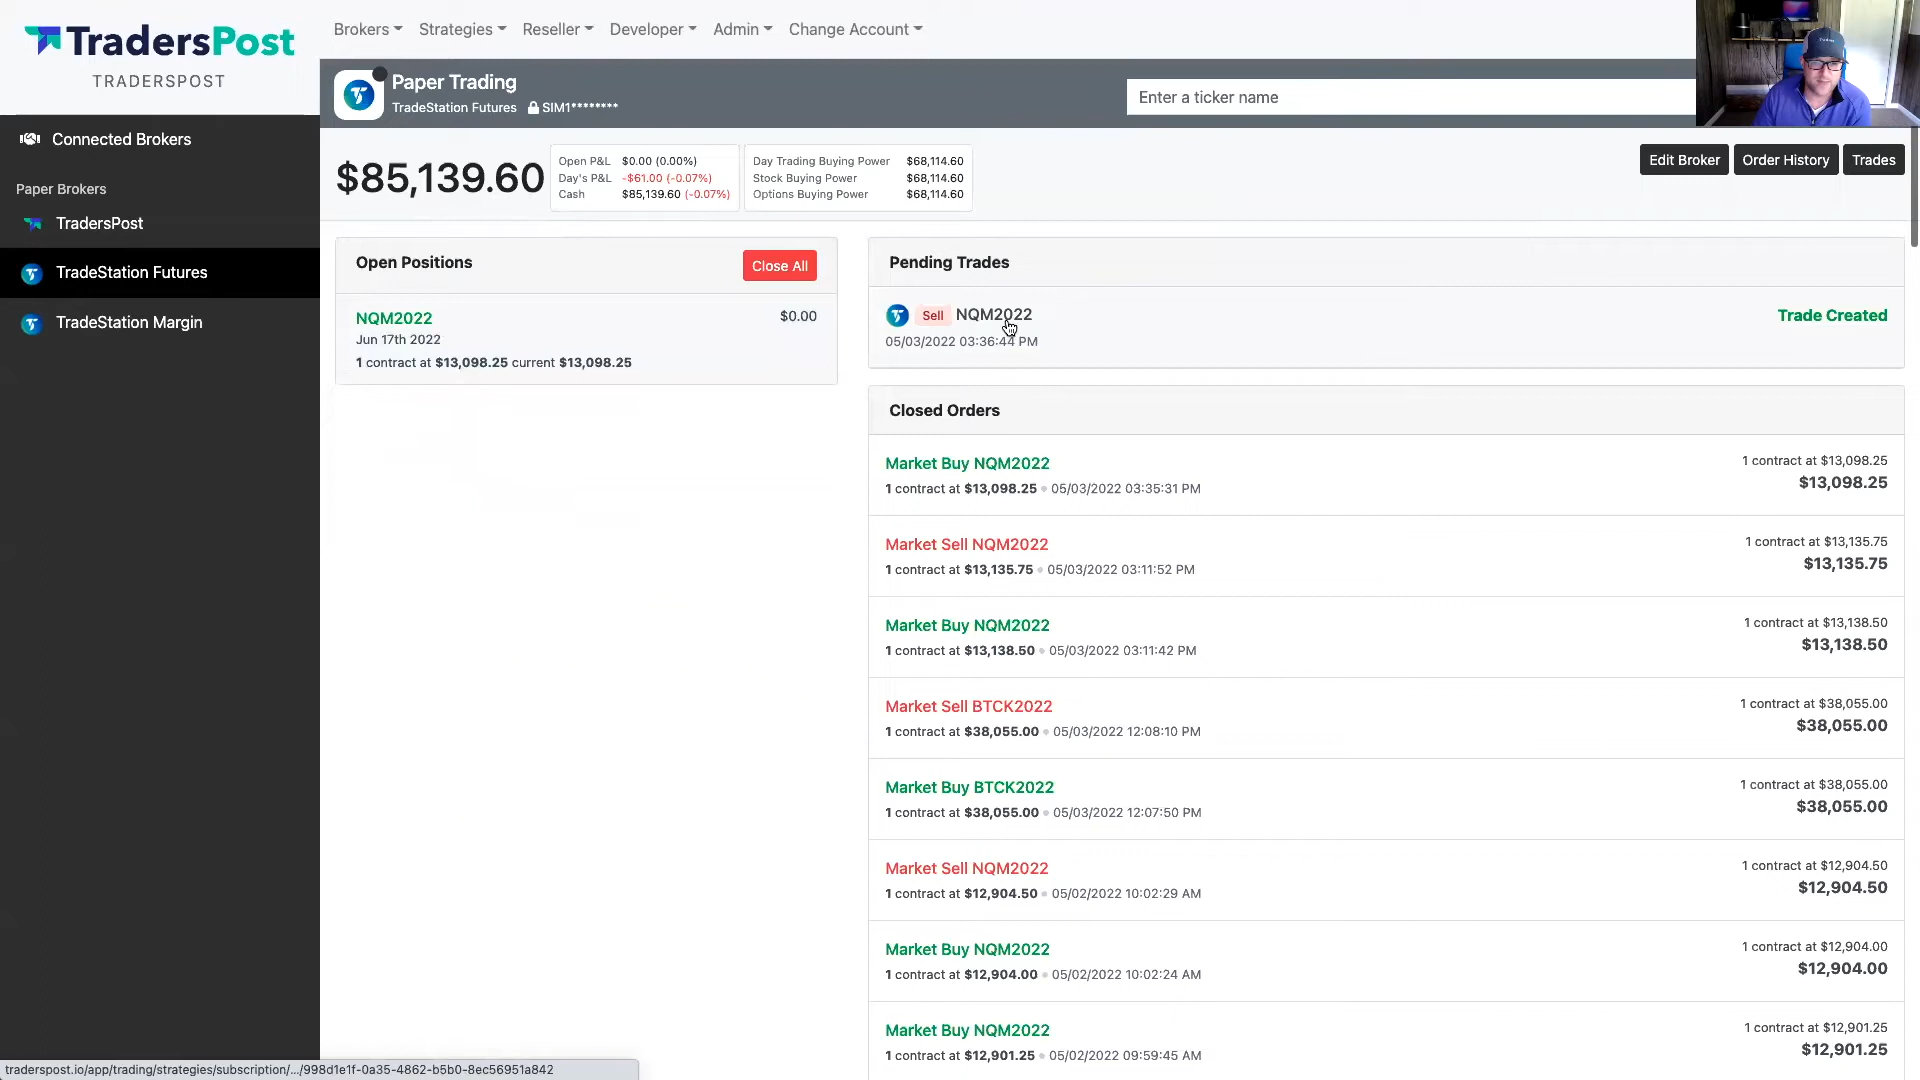 TradersPost
TRADERSPOST
Brokers
Strategies
Reseller
Developer
Admin
Change Account
Connected Brokers
Paper Brokers
TradersPost
TradeStation Futures
TradeStation Margin
Paper Trading
TradeStation Futures SIM1********
Enter a ticker name
$85,139.60
Open P&L $0.00 (0.00%)
Day's P&L -$61.00 (-0.07%)
Cash $85,139.60 (-0.07%)
Day Trading Buying Power $68,114.60
Stock Buying Power $68,114.60
Options Buying Power $68,114.60
Edit Broker
Order History
Trades
Open Positions
Close All
NQM2022 $0.00
Jun 17th 2022
1 contract at $13,098.25 current $13,098.25
Pending Trades
Sell NQM2022 Trade Created
05/03/2022 03:36:44 PM
Closed Orders
Market Buy NQM2022 1 contract at $13,098.25
1 contract at $13,098.25 • 05/03/2022 03:35:31 PM $13,098.25
Market Sell NQM2022 1 contract at $13,135.75
1 contract at $13,135.75 • 05/03/2022 03:11:52 PM $13,135.75
Market Buy NQM2022 1 contract at $13,138.50
1 contract at $13,138.50 • 05/03/2022 03:11:42 PM $13,138.50
Market Sell BTCK2022 1 contract at $38,055.00
1 contract at $38,055.00 • 05/03/2022 12:08:10 PM $38,055.00
Market Buy BTCK2022 1 contract at $38,055.00
1 contract at $38,055.00 • 05/03/2022 12:07:50 PM $38,055.00
Market Sell NQM2022 1 contract at $12,904.50
1 contract at $12,904.50 • 05/02/2022 10:02:29 AM $12,904.50
Market Buy NQM2022 1 contract at $12,904.00
1 contract at $12,904.00 • 05/02/2022 10:02:24 AM $12,904.00
Market Buy NQM2022 1 contract at $12,901.25
1 contract at $12,901.25 • 05/02/2022 09:59:45 AM $12,901.25
traderspost.io/app/trading/strategies/subscription/.../998d1e1f-0a35-4862-b5b0-8ec56951a842